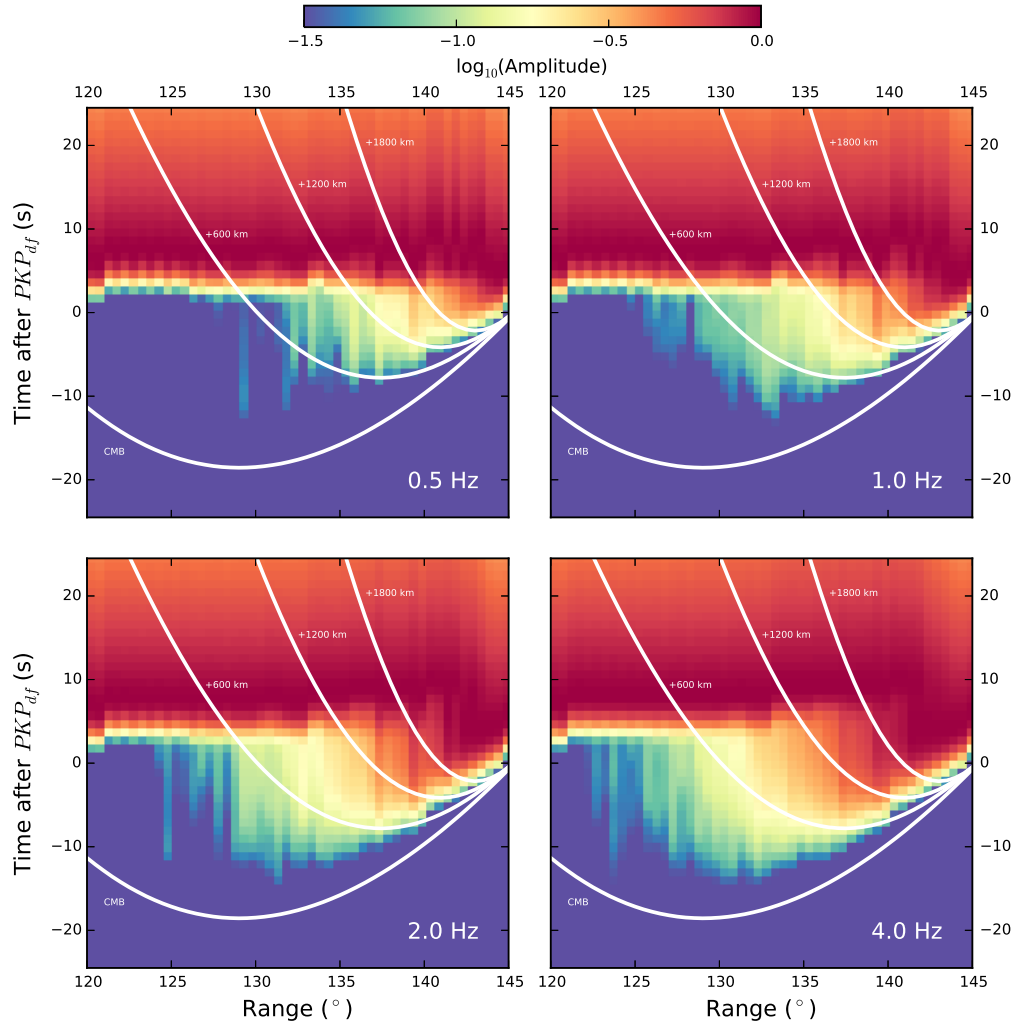 −1.5 −1.0 −0.5 0.0
log₁₀(Amplitude)
120 125 130 135 140 145 120 125 130 135 140 145
20 +1800 km +1800 km 20
+1200 km +1200 km
10 +600 km +600 km 10
Time after PKP_df (s)
0 0
−10 −10
CMB CMB
−20 0.5 Hz 1.0 Hz −20
20 +1800 km +1800 km 20
+1200 km +1200 km
10 +600 km +600 km 10
Time after PKP_df (s)
0 0
−10 −10
CMB CMB
−20 2.0 Hz 4.0 Hz −20
120 125 130 135 140 145 120 125 130 135 140 145
Range (°) Range (°)